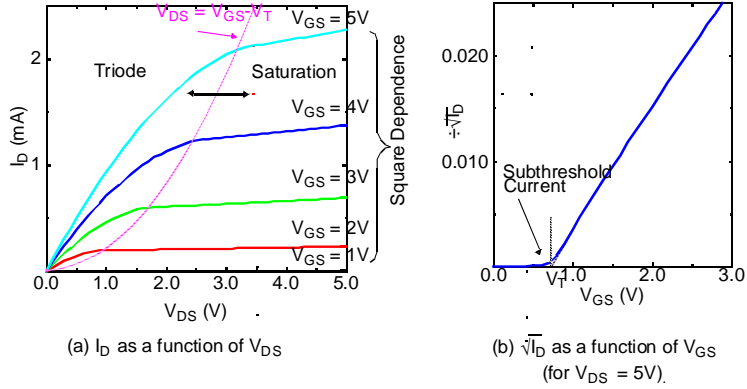 V_DS = V_GS-V_T
V_GS = 5V
Triode
Saturation
V_GS = 4V
V_GS = 3V
V_GS = 2V
V_GS = 1V
Square Dependence
I_D (mA)
2
1
0
0.0 1.0 2.0 3.0 4.0 5.0
V_DS (V)
(a) I_D as a function of V_DS
0.020
0.010
÷√I_D
Subthreshold
Current
V_T
0.0 1.0 2.0 3.0
V_GS (V)
(b) √I_D as a function of V_GS
(for V_DS = 5V).